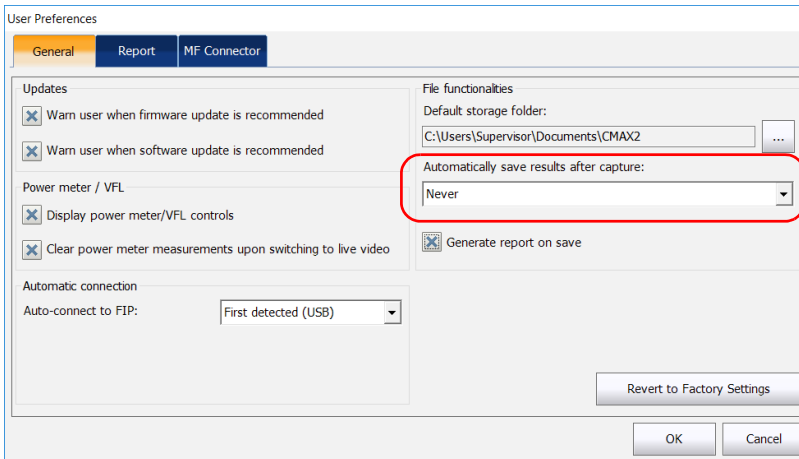 User Preferences
General
Report
MF Connector
Updates
Warn user when firmware update is recommended
Warn user when software update is recommended
Power meter / VFL
Display power meter/VFL controls
Clear power meter measurements upon switching to live video
Automatic connection
Auto-connect to FIP:
First detected (USB)
File functionalities
Default storage folder:
C:\Users\Supervisor\Documents\CMAX2
...
Automatically save results after capture:
Never
Generate report on save
Revert to Factory Settings
OK
Cancel